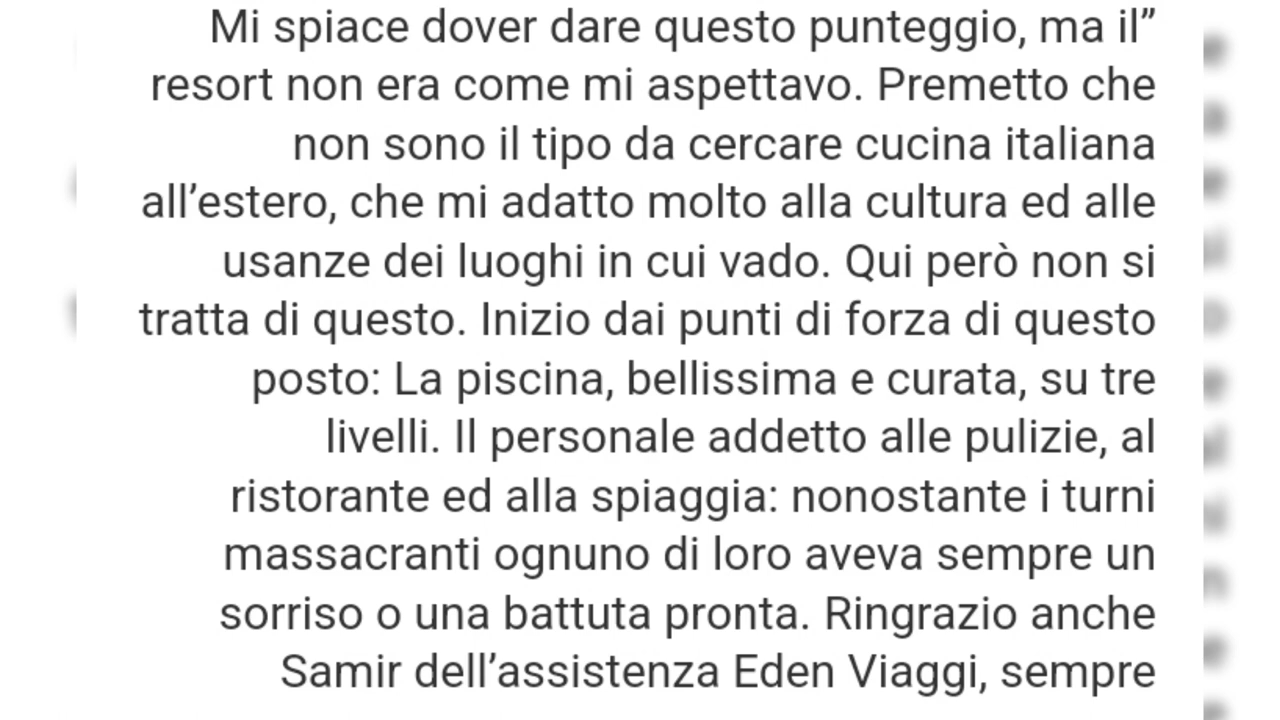 Mi spiace dover dare questo punteggio, ma il”
resort non era come mi aspettavo. Premetto che
non sono il tipo da cercare cucina italiana
all’estero, che mi adatto molto alla cultura ed alle
usanze dei luoghi in cui vado. Qui però non si
tratta di questo. Inizio dai punti di forza di questo
posto: La piscina, bellissima e curata, su tre
livelli. Il personale addetto alle pulizie, al
ristorante ed alla spiaggia: nonostante i turni
massacranti ognuno di loro aveva sempre un
sorriso o una battuta pronta. Ringrazio anche
Samir dell’assistenza Eden Viaggi, sempre